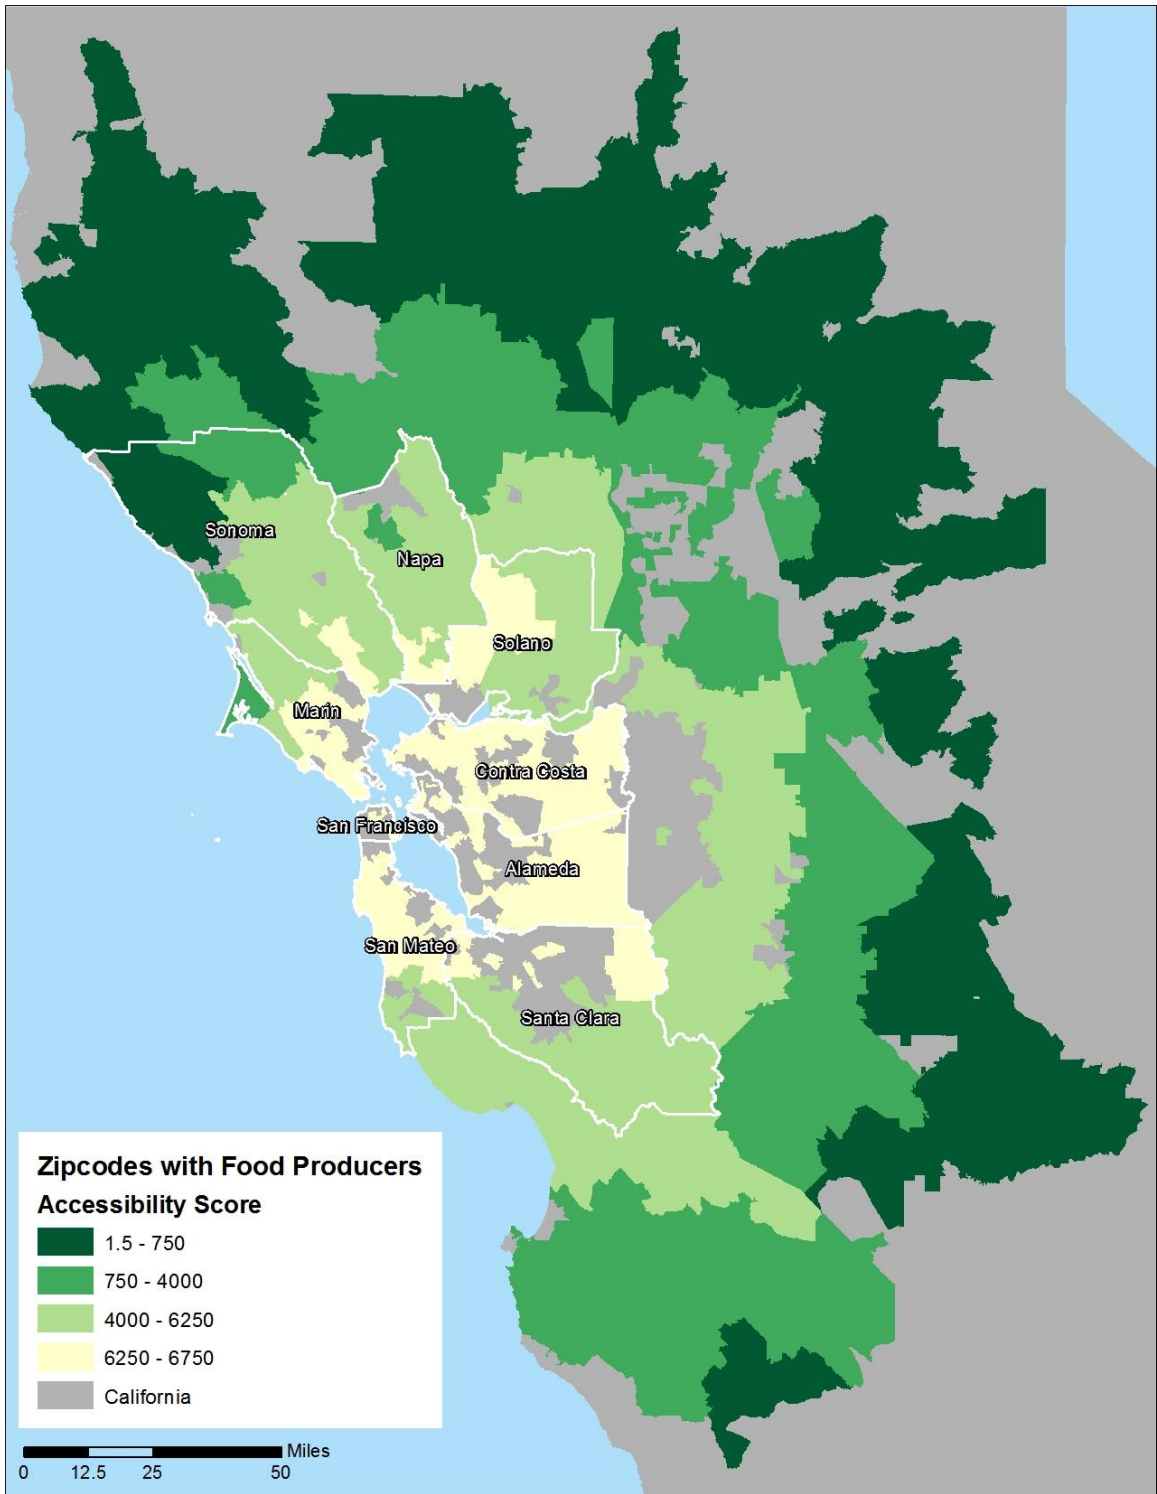 Sonoma
Napa
Solano
Marin
Contra Costa
San Francisco
Alameda
San Mateo
Santa Clara
Zipcodes with Food Producers
Accessibility Score
1.5 - 750
750 - 4000
4000 - 6250
6250 - 6750
California
Miles
0 12.5 25 50